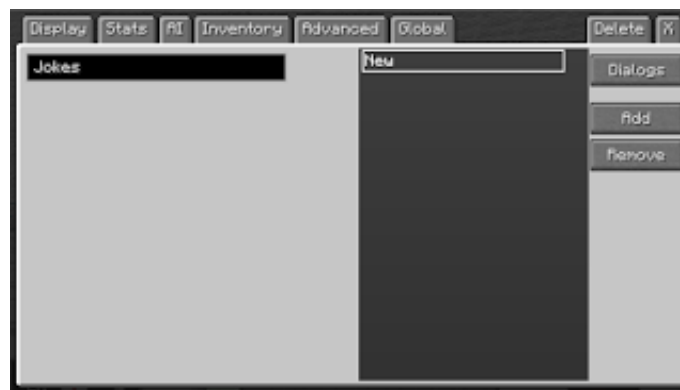 Display Stats AI Inventory Advanced Global Delete X
Jokes New Dialogs
Add
Remove